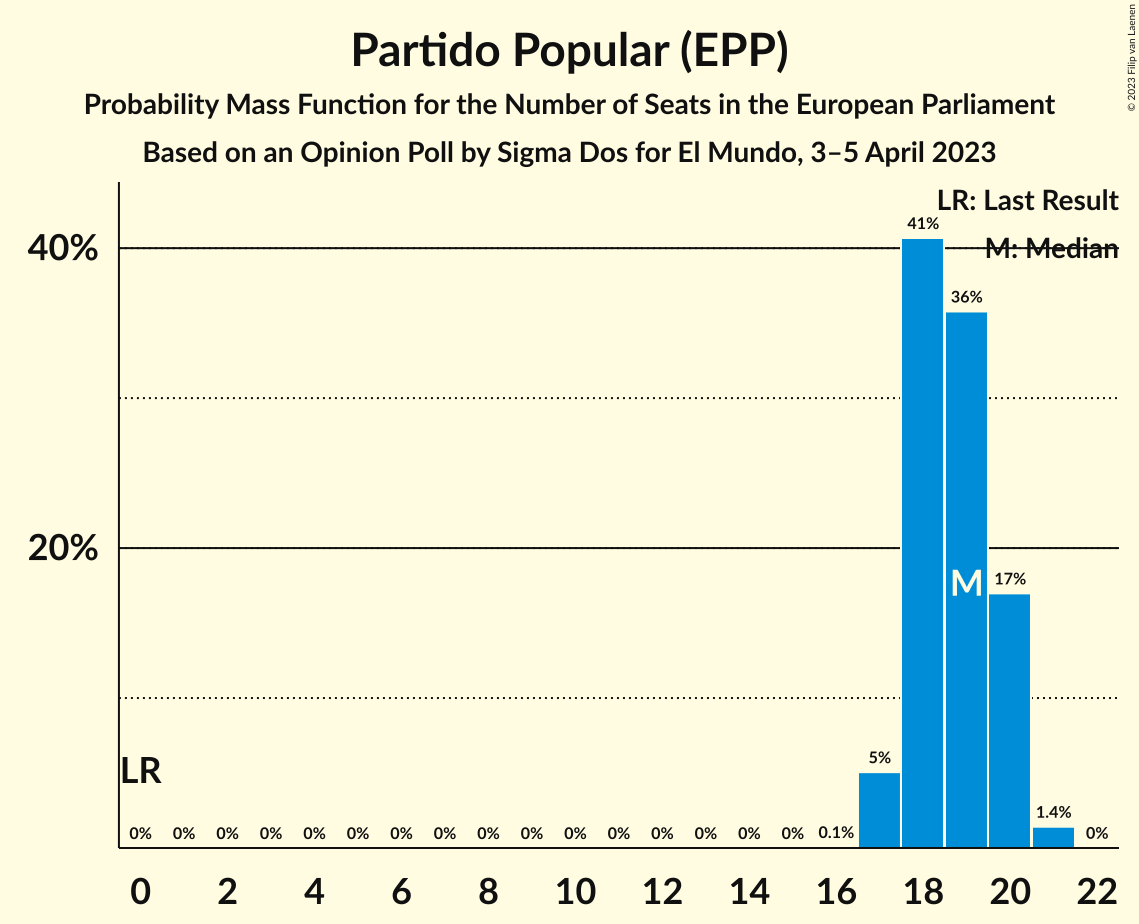 Partido Popular (EPP)
Probability Mass Function for the Number of Seats in the European Parliament
Based on an Opinion Poll by Sigma Dos for El Mundo, 3–5 April 2023
© 2023 Filip van Laenen
LR: Last Result
M: Median
40%
20%
41%
36%
M
17%
5%
LR
1.4%
0% 0% 0% 0% 0% 0% 0% 0% 0% 0% 0% 0% 0% 0% 0% 0% 0.1% 0%
0 2 4 6 8 10 12 14 16 18 20 22